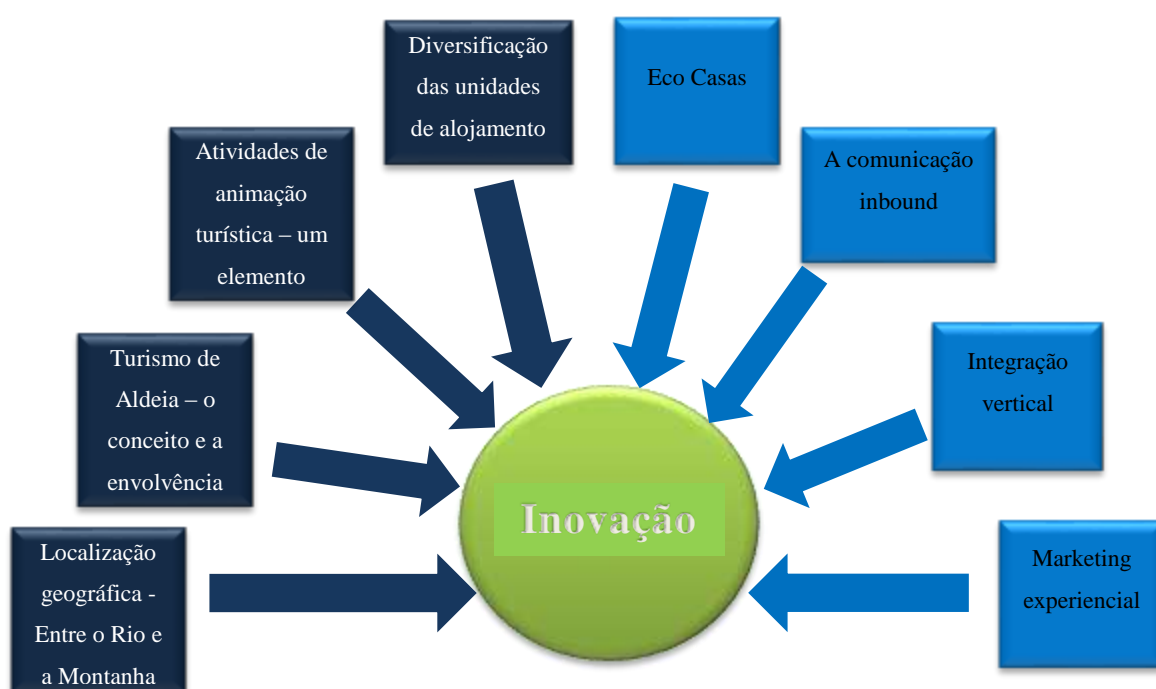 Diversificação
das unidades
de alojamento
Eco Casas
Atividades de
animação
turística – um
elemento
A comunicação
inbound
Turismo de
Aldeia – o
conceito e a
envolvência
Integração
vertical
Inovação
Localização
geográfica -
Entre o Rio e
a Montanha
Marketing
experiencial